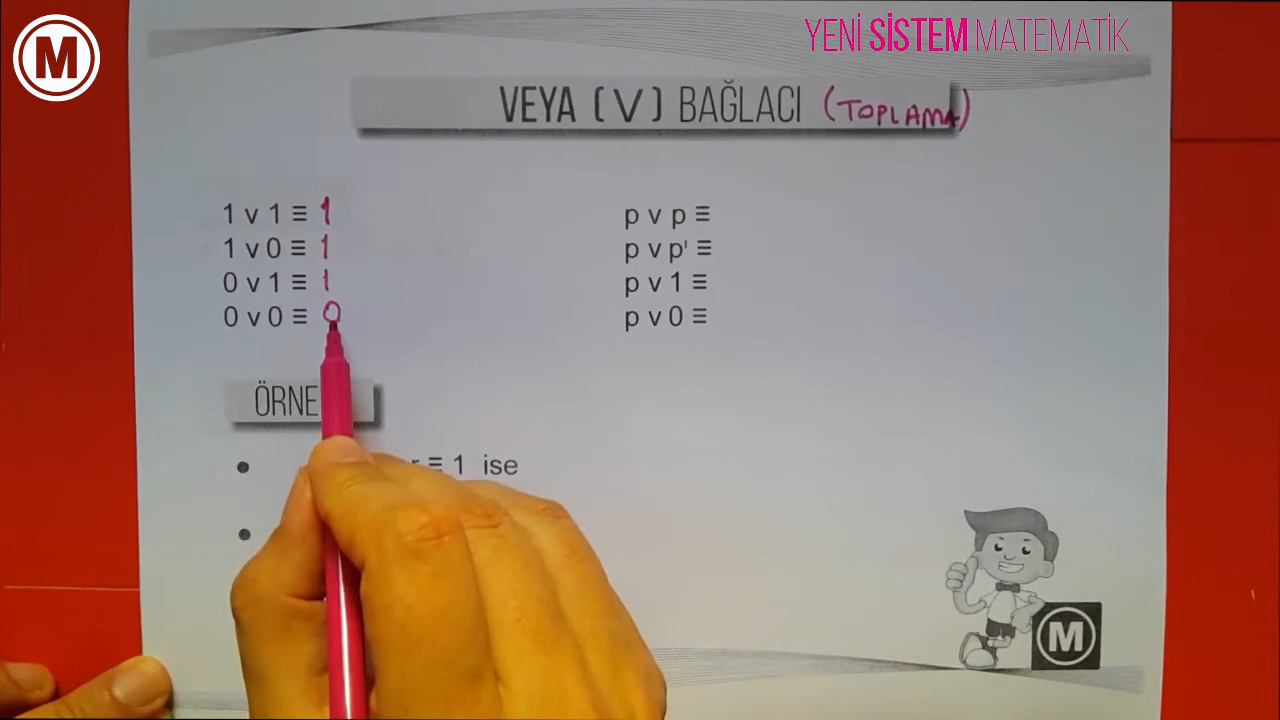 M
YENİ SİSTEM MATEMATİK
VEYA (V) BAĞLACI (TOPLAMA)
1 v 1 ≡ 1
1 v 0 ≡ 1
0 v 1 ≡ 1
0 v 0 ≡ 0
p v p ≡
p v p' ≡
p v 1 ≡
p v 0 ≡
ÖRNE
≡ 1 ise
M